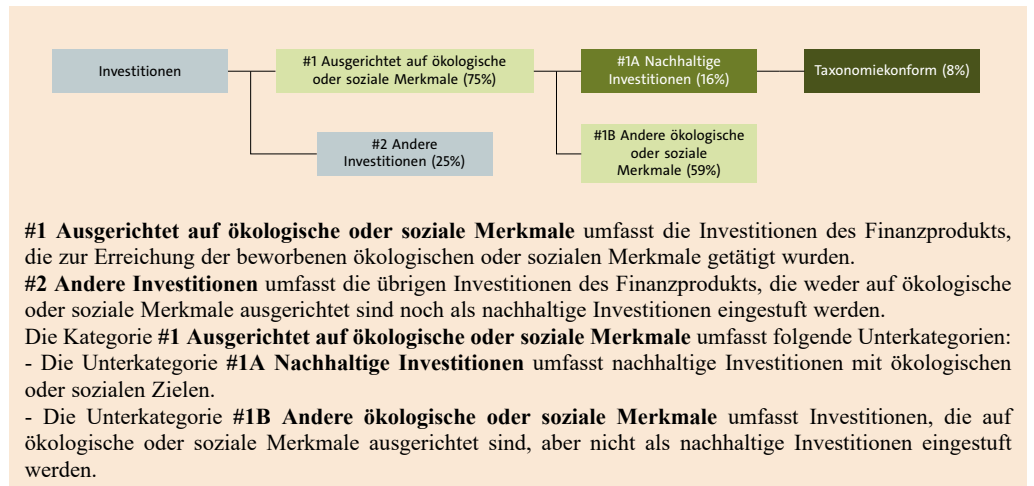 Investitionen
#1 Ausgerichtet auf ökologische
oder soziale Merkmale (75%)
#1A Nachhaltige
Investitionen (16%)
Taxonomiekonform (8%)
#2 Andere
Investitionen (25%)
#1B Andere ökologische
oder soziale
Merkmale (59%)
#1 Ausgerichtet auf ökologische oder soziale Merkmale umfasst die Investitionen des Finanzprodukts,
die zur Erreichung der beworbenen ökologischen oder sozialen Merkmale getätigt wurden.
#2 Andere Investitionen umfasst die übrigen Investitionen des Finanzprodukts, die weder auf ökologische
oder soziale Merkmale ausgerichtet sind noch als nachhaltige Investitionen eingestuft werden.
Die Kategorie #1 Ausgerichtet auf ökologische oder soziale Merkmale umfasst folgende Unterkategorien:
- Die Unterkategorie #1A Nachhaltige Investitionen umfasst nachhaltige Investitionen mit ökologischen
oder sozialen Zielen.
- Die Unterkategorie #1B Andere ökologische oder soziale Merkmale umfasst Investitionen, die auf
ökologische oder soziale Merkmale ausgerichtet sind, aber nicht als nachhaltige Investitionen eingestuft
werden.